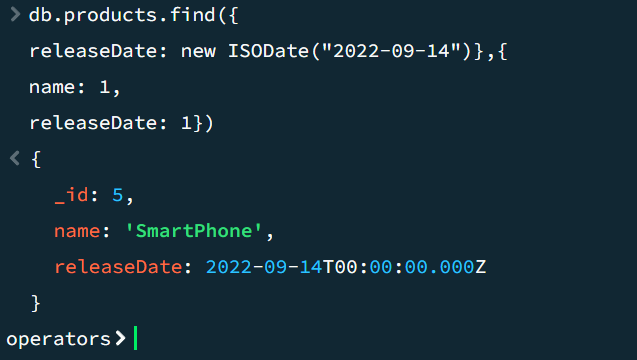 > db.products.find({
releaseDate: new ISODate("2022-09-14")},{
name: 1,
releaseDate: 1})
< {
_id: 5,
name: 'SmartPhone',
releaseDate: 2022-09-14T00:00:00.000Z
}
operators>